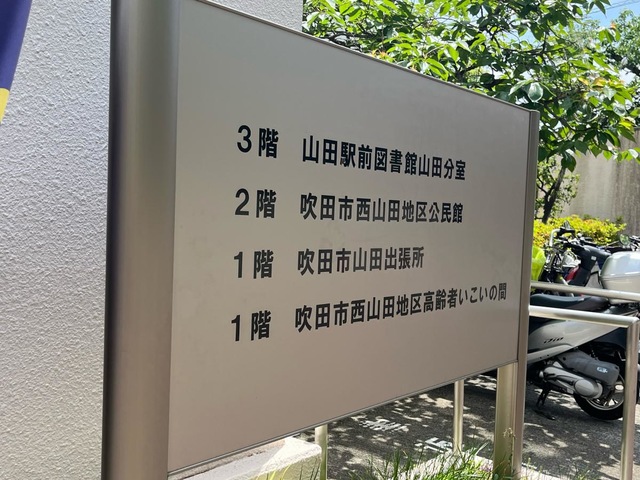 3階 山田駅前図書館山田分室
2階 吹田市西山田地区公民館
1階 吹田市山田出張所
1階 吹田市西山田地区高齢者いこいの間
Dio